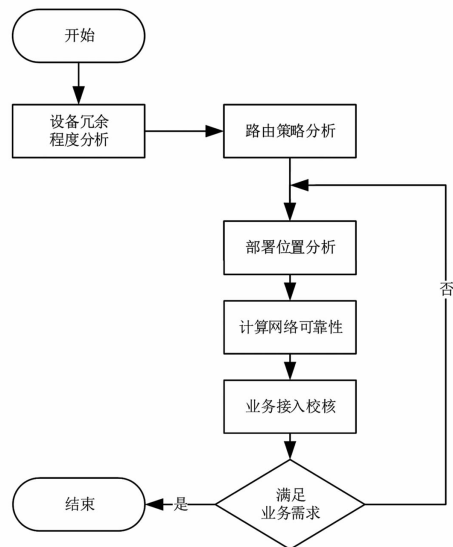 开始
设备冗余
程度分析
路由策略分析
部署位置分析
否
计算网络可靠性
业务接入校核
满足
业务需求
是
结束